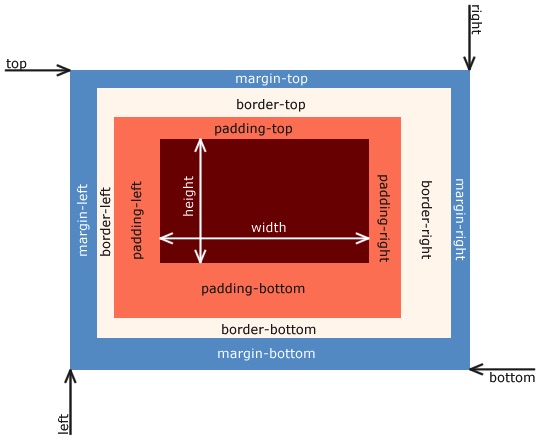 right
top
margin-top
border-top
padding-top
margin-left
border-left
padding-left
height
width
padding-right
border-right
margin-right
padding-bottom
border-bottom
margin-bottom
bottom
left